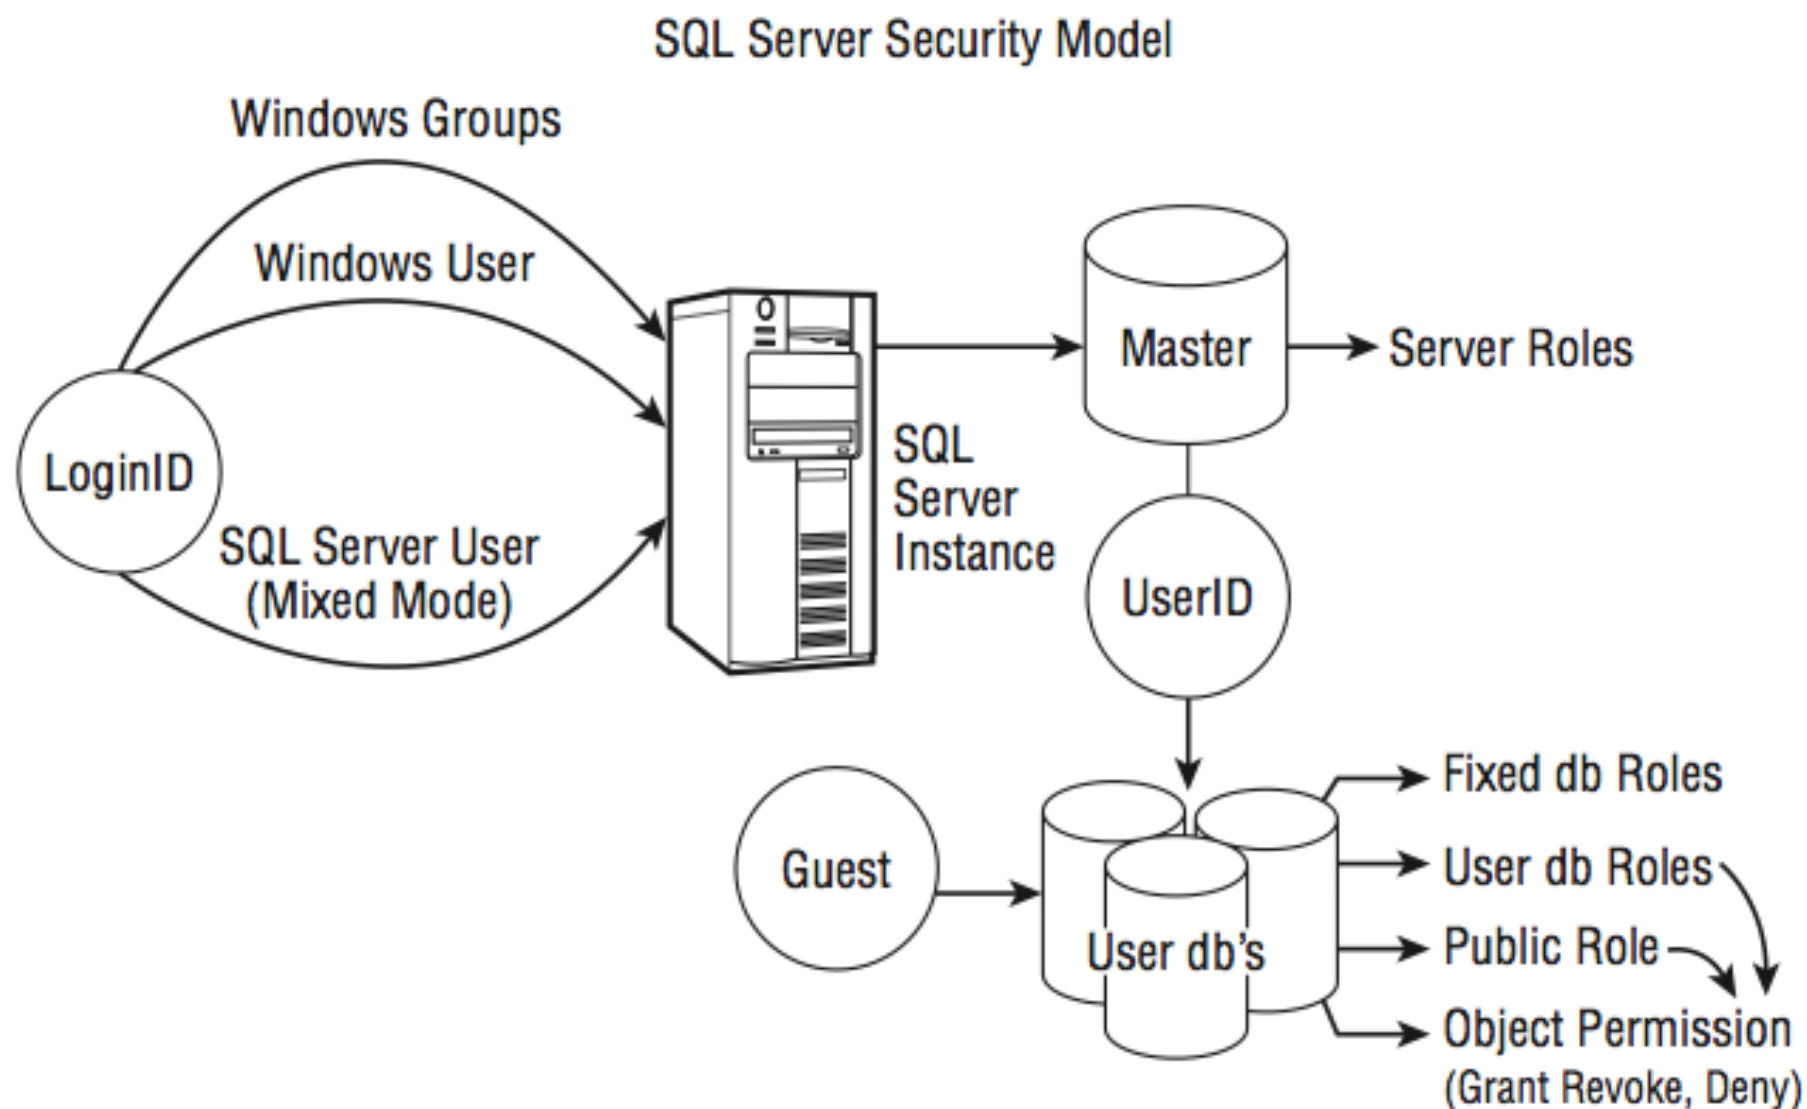 SQL Server Security Model
Windows Groups
Windows User
LoginID
SQL Server User
(Mixed Mode)
SQL
Server
Instance
Master
Server Roles
UserID
Guest
User db's
Fixed db Roles
User db Roles
Public Role
Object Permission
(Grant Revoke, Deny)